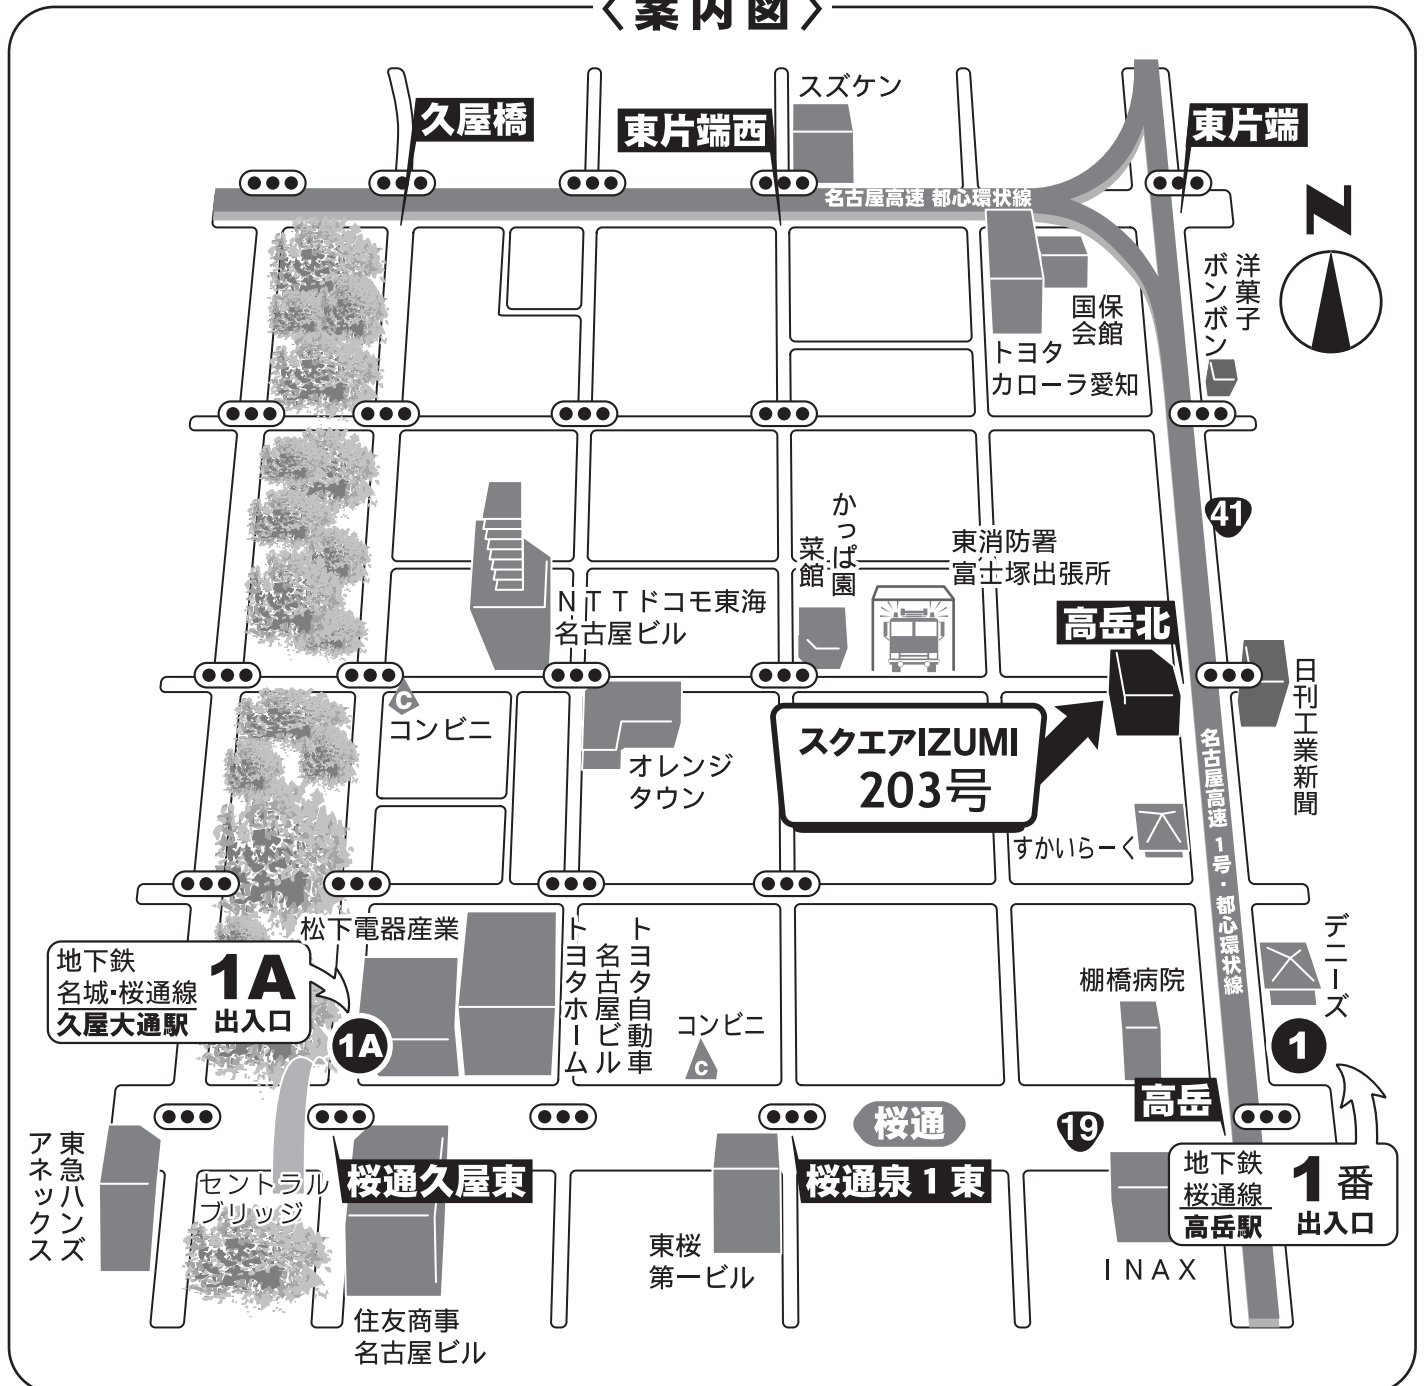 〈案内図〉
スズケン
久屋橋
東片端西
東片端
名古屋高速 都心環状線
N
洋菓子
ボンボン
国保
会館
トヨタ
カローラ愛知
41
かっぱ園
菜館
東消防署
富士塚出張所
NTTドコモ東海
名古屋ビル
高岳北
日刊工業新聞
C
コンビニ
オレンジ
タウン
スクエアIZUMI
203号
名古屋高速 1号・都心環状線
すかいらーく
松下電器産業
トヨタ自動車
名古屋ビル
トヨタホーム
地下鉄
名城・桜通線
久屋大通駅
1A
出入口
1A
コンビニ
C
棚橋病院
デニーズ
1
高岳
桜通
19
東急ハンズ
アネックス
セントラル
ブリッジ
桜通久屋東
桜通泉1東
地下鉄
桜通線
高岳駅
1番
出入口
東桜
第一ビル
INAX
住友商事
名古屋ビル